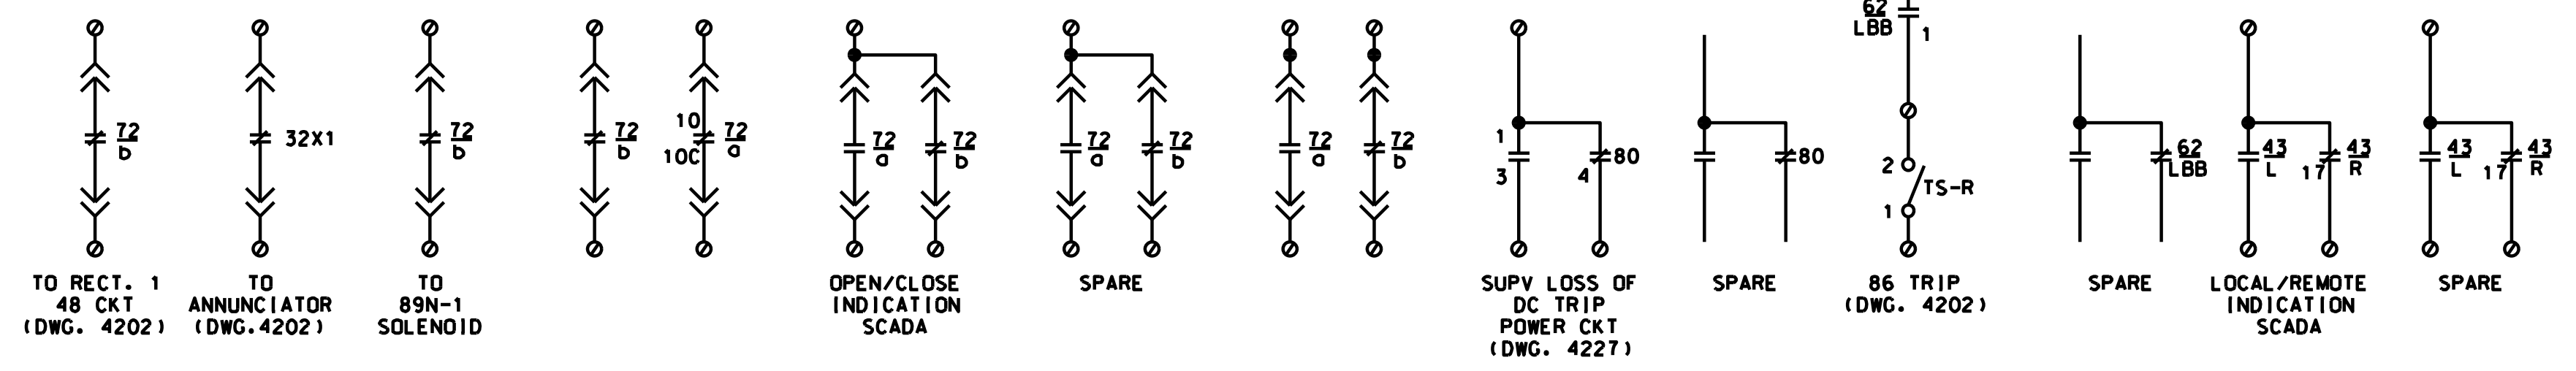 62
LBB
1
72
b
32X1
72
b
72
b
10
10C
72
a
72
a
72
b
72
a
72
b
72
a
72
b
1
3
4
80
80
2
TS-R
1
62
LBB
43
L
17
43
R
43
L
17
43
R
TO RECT. 1
48 CKT
(DWG. 4202)
TO
ANNUNCIATOR
(DWG.4202)
TO
89N-1
SOLENOID
OPEN/CLOSE
INDICATION
SCADA
SPARE
SUPV LOSS OF
DC TRIP
POWER CKT
(DWG. 4227)
SPARE
86 TRIP
(DWG. 4202)
SPARE
LOCAL/REMOTE
INDICATION
SCADA
SPARE